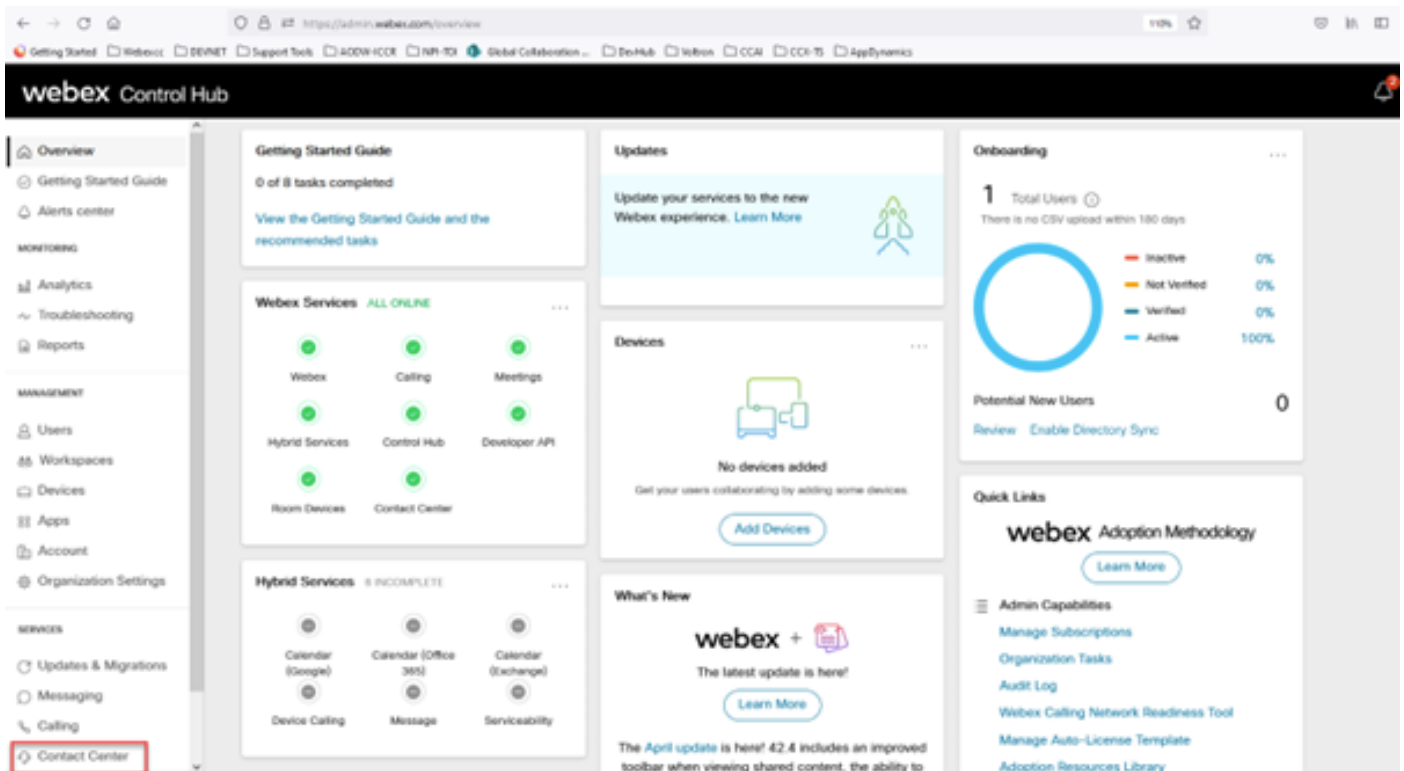 https://admin.webex.com/overview
110%
Getting Started
Webexcc
DEVNET
Support Tools
NPI-TOI
Global Collaboration ...
DevHub
Voltron
CCAI
CCX-TS
AppDynamics
webex Control Hub
2
Overview
Getting Started Guide
Alerts center
MONITORING
Analytics
Troubleshooting
Reports
MANAGEMENT
Users
Workspaces
Devices
Apps
Account
Organization Settings
SERVICES
Updates & Migrations
Messaging
Calling
Contact Center
Getting Started Guide
0 of 8 tasks completed
View the Getting Started Guide and the
recommended tasks
Webex Services ALL ONLINE
...
Webex
Calling
Meetings
Hybrid Services
Control Hub
Developer API
Room Devices
Contact Center
Hybrid Services 6 INCOMPLETE
...
Calendar
(Google)
Calendar (Office
365)
Calendar
(Exchange)
Device Calling
Message
Serviceability
Updates
Update your services to the new
Webex experience. Learn More
Devices
...
No devices added
Get your users collaborating by adding some devices.
Add Devices
What's New
webex +
The latest update is here!
Learn More
The April update is here! 42.4 includes an improved
toolbar when viewing shared content, the ability to
Onboarding
...
1 Total Users
There is no CSV upload within 180 days
Inactive 0%
Not Verified 0%
Verified 0%
Active 100%
Potential New Users 0
Review Enable Directory Sync
Quick Links
webex Adoption Methodology
Learn More
Admin Capabilities
Manage Subscriptions
Organization Tasks
Audit Log
Webex Calling Network Readiness Tool
Manage Auto-License Template
Adoption Resources Library